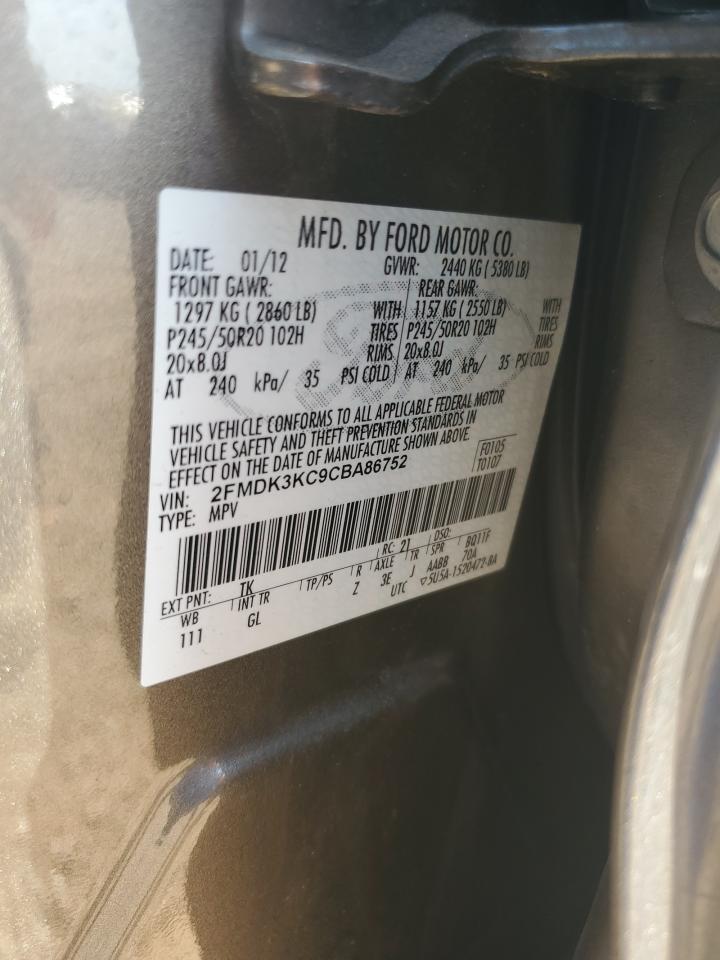 MFD. BY FORD MOTOR CO.
DATE: 01/12 GVWR: 2440 KG ( 5380 LB)
FRONT GAWR: REAR GAWR:
1297 KG ( 2860 LB) WITH 1157 KG ( 2550 LB) WITH
P245/50R20 102H TIRES P245/50R20 102H TIRES
20x8.0J RIMS 20x8.0J RIMS
AT 240 kPa/ 35 PSI COLD AT 240 kPa/ 35 PSI COLD
THIS VEHICLE CONFORMS TO ALL APPLICABLE FEDERAL MOTOR
VEHICLE SAFETY AND THEFT PREVENTION STANDARDS IN
EFFECT ON THE DATE OF MANUFACTURE SHOWN ABOVE.
VIN: 2FMDK3KC9CBA86752 F0105
TYPE: MPV T0107
EXT PNT: TK RC: 21 DSO:
WB INT TR TP/PS R AXLE TR SPR BQ11F
111 GL Z 3E J AABB 70A
UTC ▽5U5A-1520472-BA